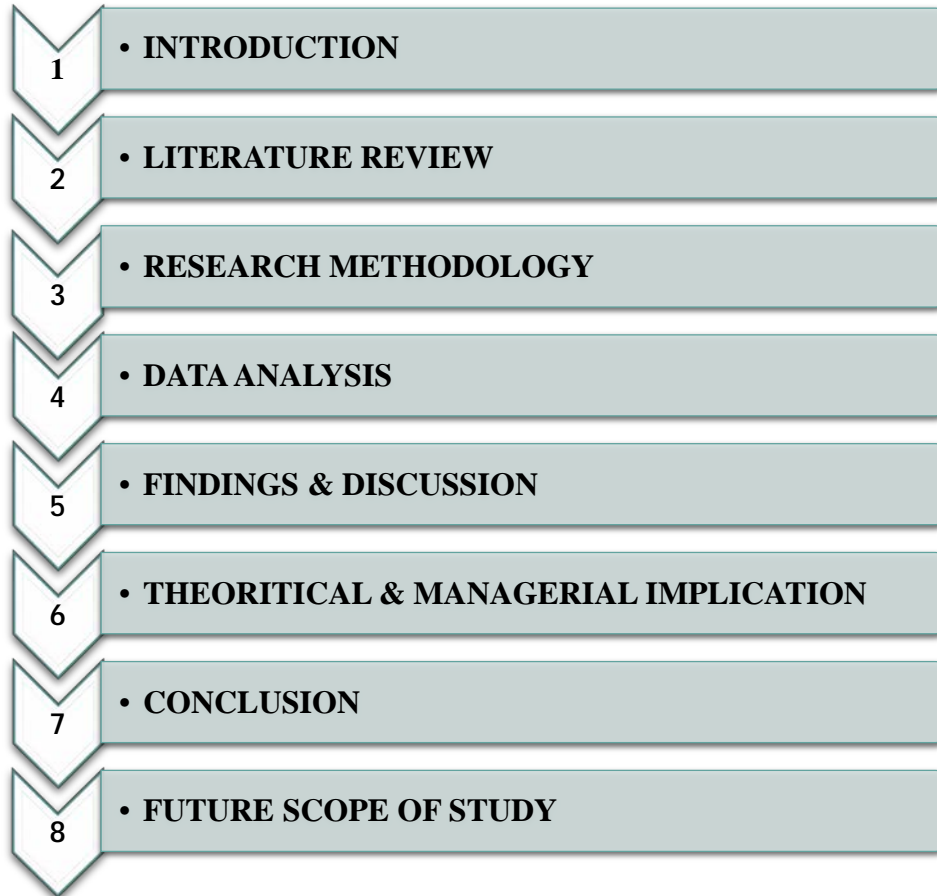 1 • INTRODUCTION
2 • LITERATURE REVIEW
3 • RESEARCH METHODOLOGY
4 • DATA ANALYSIS
5 • FINDINGS & DISCUSSION
6 • THEORITICAL & MANAGERIAL IMPLICATION
7 • CONCLUSION
8 • FUTURE SCOPE OF STUDY